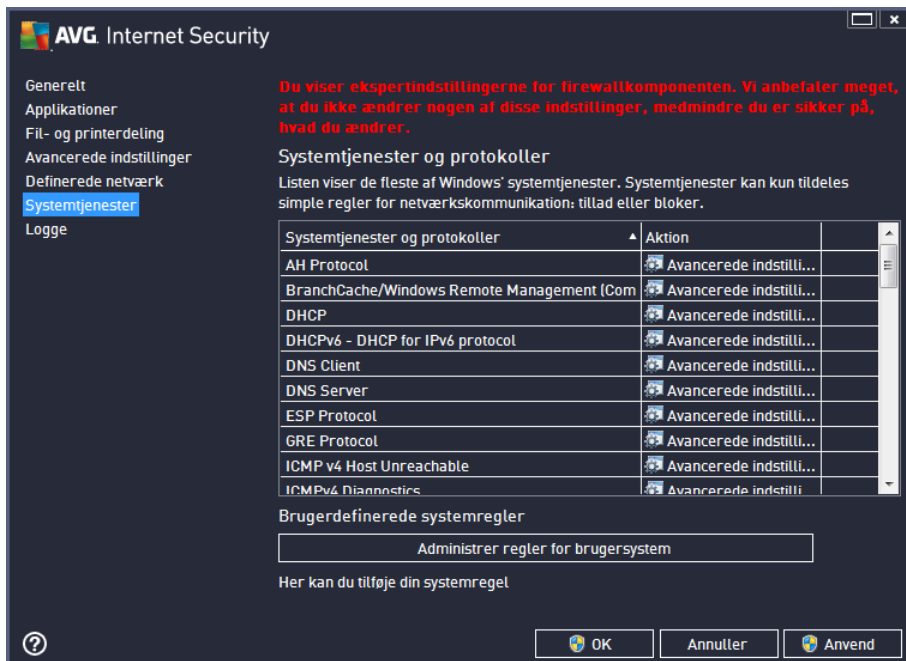 AVG. Internet Security
Generelt
Applikationer
Fil- og printerdeling
Avancerede indstillinger
Definerede netværk
Systemtjenester
Logge
Du viser ekspertindstillingerne for firewallkomponenten. Vi anbefaler meget,
at du ikke ændrer nogen af disse indstillinger, medmindre du er sikker på,
hvad du ændrer.
Systemtjenester og protokoller
Listen viser de fleste af Windows' systemtjenester. Systemtjenester kan kun tildeles
simple regler for netværkskommunikation: tillad eller bloker.
Systemtjenester og protokoller Aktion
AH Protocol Avancerede indstilli...
BranchCache/Windows Remote Management (Com Avancerede indstilli...
DHCP Avancerede indstilli...
DHCPv6 - DHCP for IPv6 protocol Avancerede indstilli...
DNS Client Avancerede indstilli...
DNS Server Avancerede indstilli...
ESP Protocol Avancerede indstilli...
GRE Protocol Avancerede indstilli...
ICMP v4 Host Unreachable Avancerede indstilli...
ICMPv4 Diagnostics Avancerede indstilli
Brugerdefinerede systemregler
Administrer regler for brugersystem
Her kan du tilføje din systemregel
OK Annuller Anvend